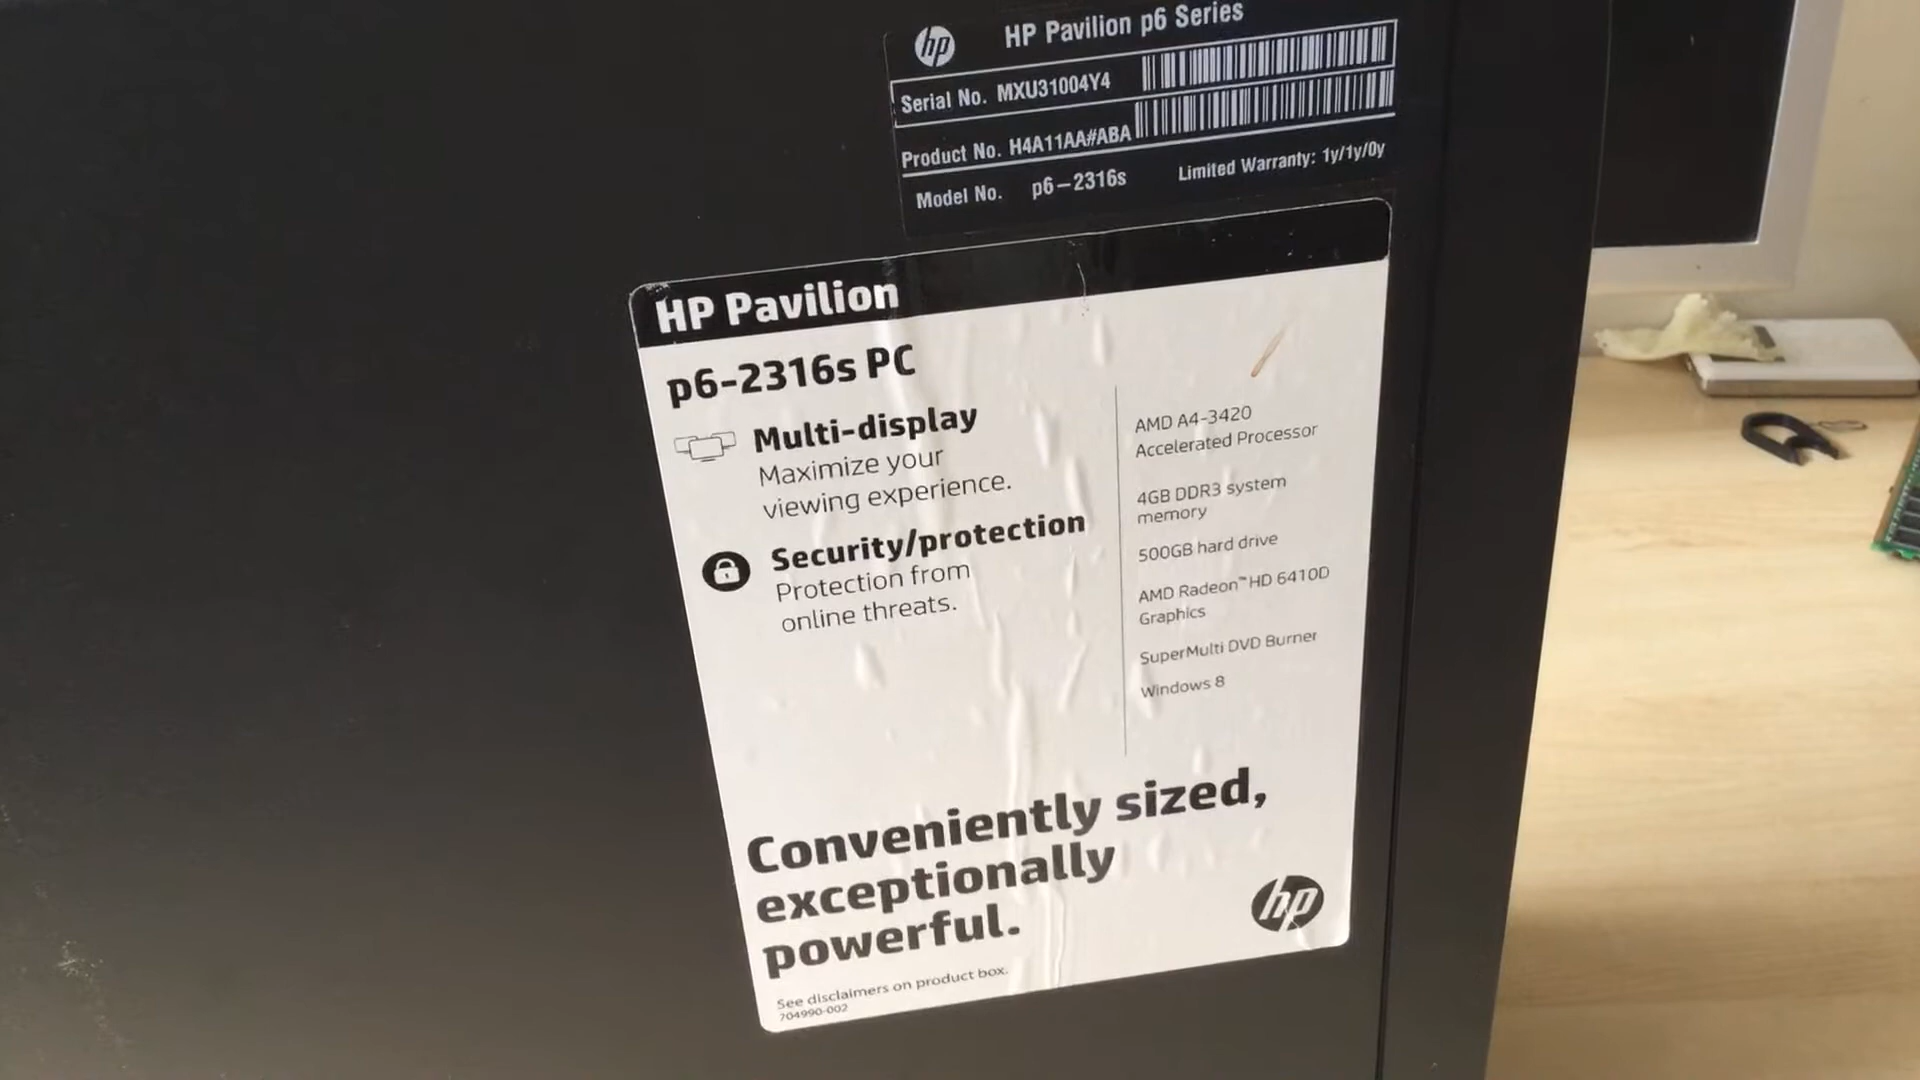 hp HP Pavilion p6 Series
Serial No. MXU31004Y4
Product No. H4A11AA#ABA
Model No. p6-2316s Limited Warranty: 1y/1y/0y
HP Pavilion
p6-2316s PC
Multi-display
Maximize your
viewing experience.
Security/protection
Protection from
online threats.
AMD A4-3420
Accelerated Processor
4GB DDR3 system
memory
500GB hard drive
AMD Radeon™ HD 6410D
Graphics
SuperMulti DVD Burner
Windows 8
Conveniently sized,
exceptionally
powerful.
hp
See disclaimers on product box.
704990-002